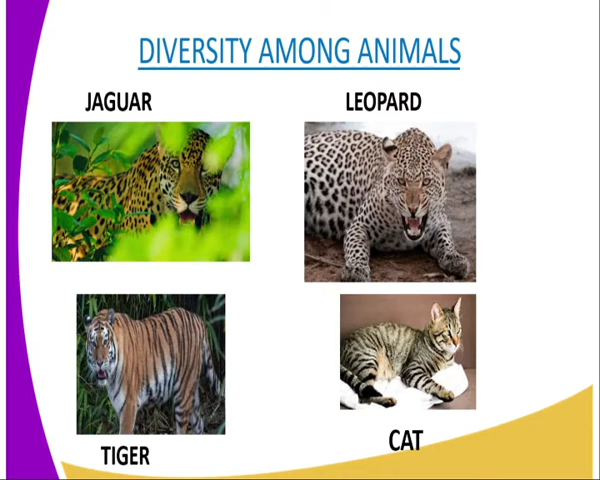 DIVERSITY AMONG ANIMALS
JAGUAR
LEOPARD
TIGER
CAT